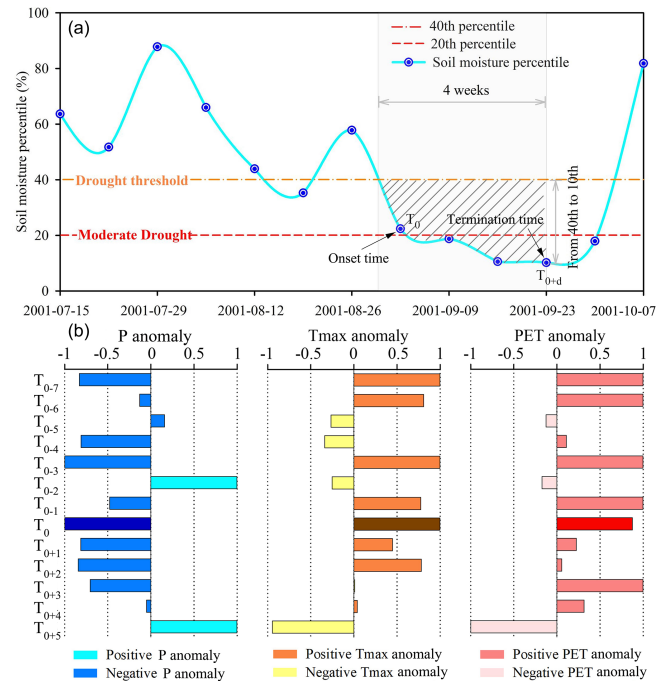 (a)
100
80
60
40
20
0
Soil moisture percentile (%)
40th percentile
20th percentile
Soil moisture percentile
4 weeks
Drought threshold
Moderate Drought
T0
Onset time
Termination time
T0+d
From 40th to 10th
2001-07-15 2001-07-29 2001-08-12 2001-08-26 2001-09-09 2001-09-23 2001-10-07
(b)
P anomaly Tmax anomaly PET anomaly
-1 -0.5 0 0.5 1 -1 -0.5 0 0.5 1 -1 -0.5 0 0.5 1
T0-7
T0-6
T0-5
T0-4
T0-3
T0-2
T0-1
T0
T0+1
T0+2
T0+3
T0+4
T0+5
Positive P anomaly Positive Tmax anomaly Positive PET anomaly
Negative P anomaly Negative Tmax anomaly Negative PET anomaly